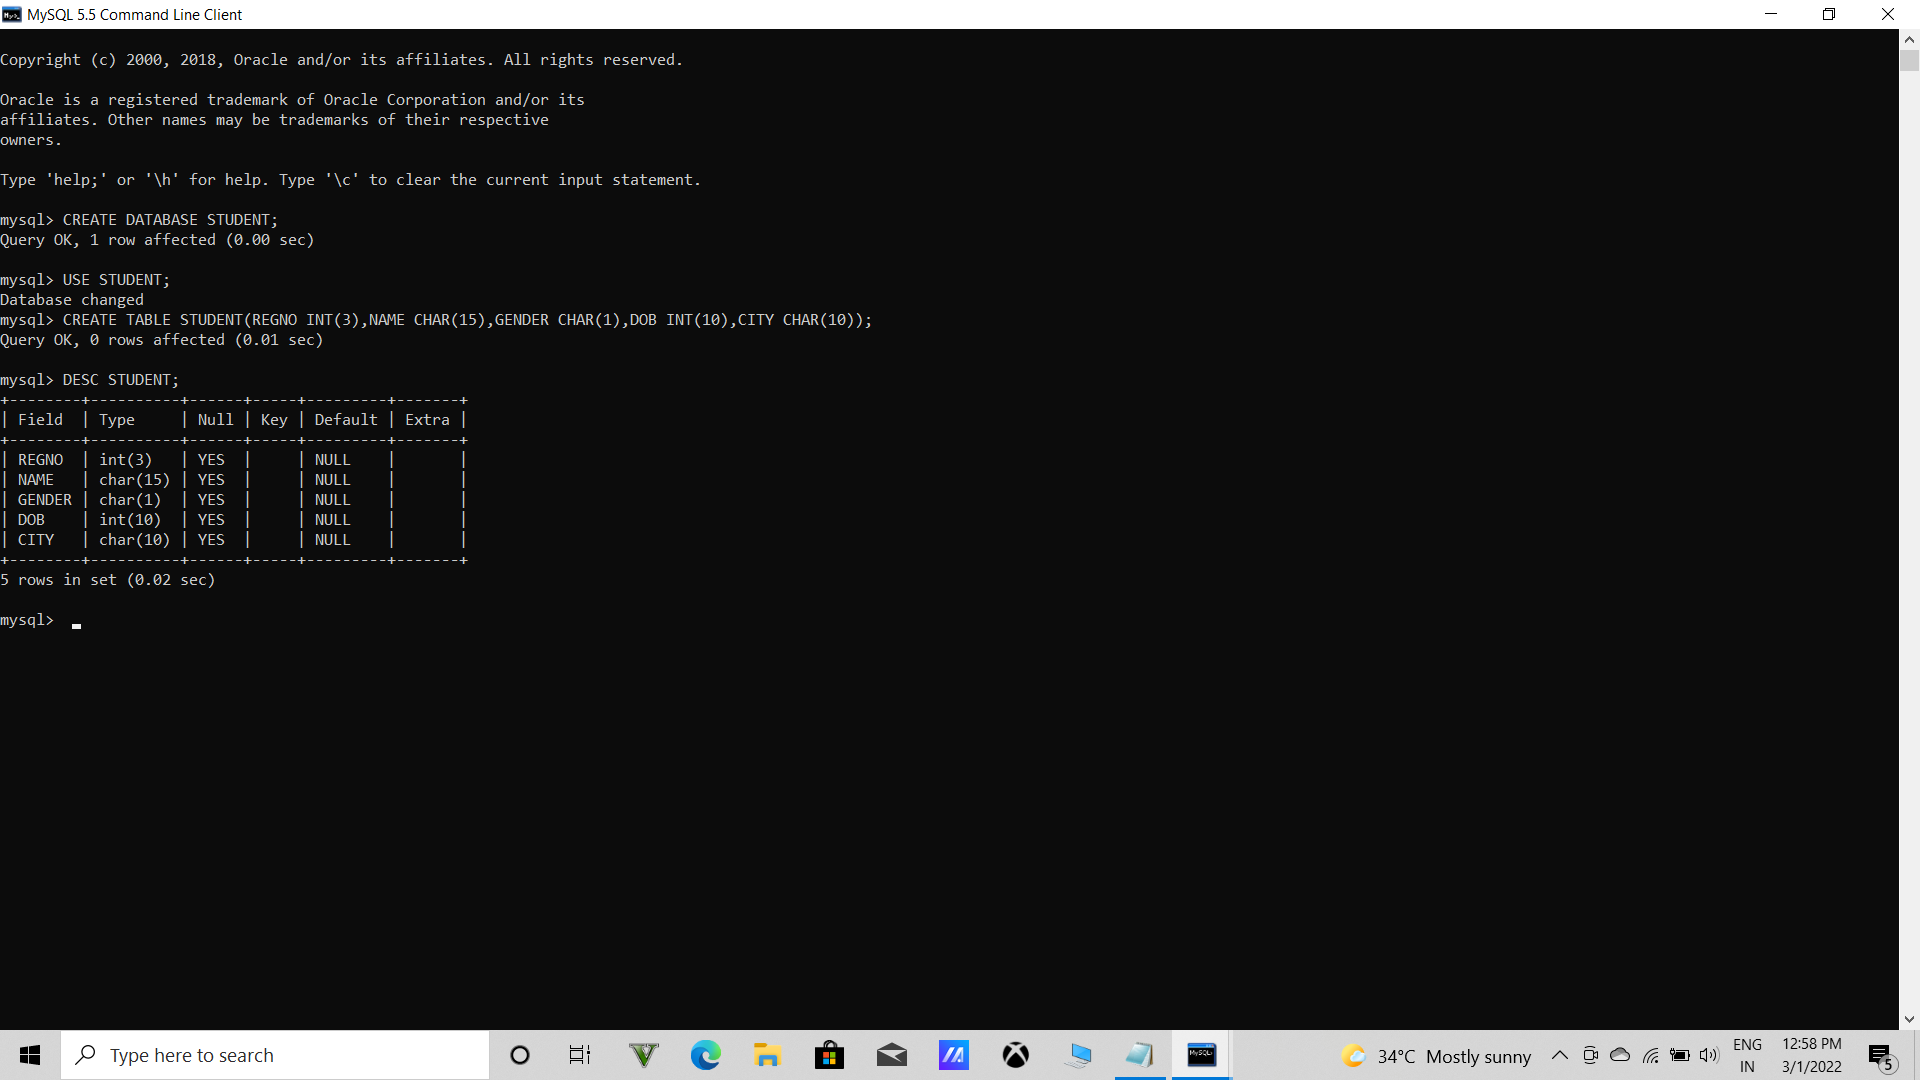 MySQL 5.5 Command Line Client
Copyright (c) 2000, 2018, Oracle and/or its affiliates. All rights reserved.
Oracle is a registered trademark of Oracle Corporation and/or its
affiliates. Other names may be trademarks of their respective
owners.
Type 'help;' or '\h' for help. Type '\c' to clear the current input statement.
mysql> CREATE DATABASE STUDENT;
Query OK, 1 row affected (0.00 sec)
mysql> USE STUDENT;
Database changed
mysql> CREATE TABLE STUDENT(REGNO INT(3),NAME CHAR(15),GENDER CHAR(1),DOB INT(10),CITY CHAR(10));
Query OK, 0 rows affected (0.01 sec)
mysql> DESC STUDENT;
+--------+----------+------+-----+---------+-------+
| Field  | Type     | Null | Key | Default | Extra |
+--------+----------+------+-----+---------+-------+
| REGNO  | int(3)   | YES  |     | NULL    |       |
| NAME   | char(15) | YES  |     | NULL    |       |
| GENDER | char(1)  | YES  |     | NULL    |       |
| DOB    | int(10)  | YES  |     | NULL    |       |
| CITY   | char(10) | YES  |     | NULL    |       |
+--------+----------+------+-----+---------+-------+
5 rows in set (0.02 sec)
mysql>
Type here to search
34°C Mostly sunny
ENG
IN
12:58 PM
3/1/2022
5